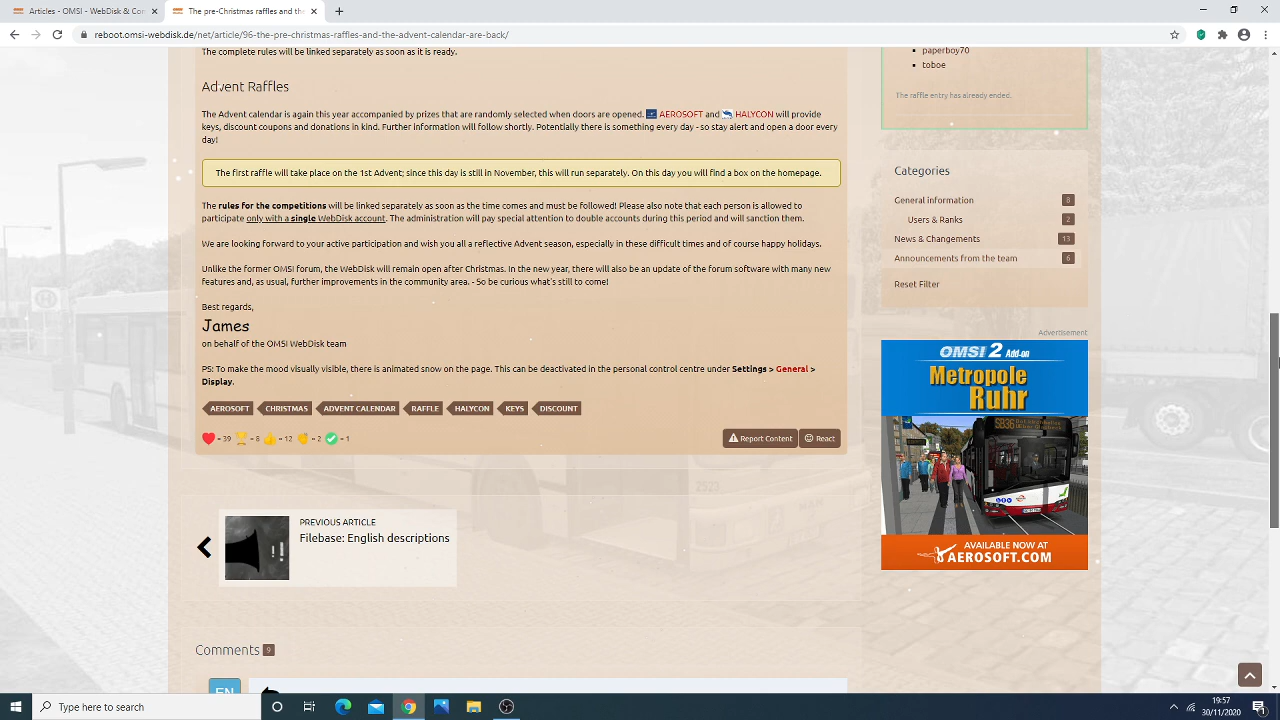 Articles - OMSI - WebDisk & Com
The pre-christmas raffles and the
reboot.omsi-webdisk.de/net/article/96-the-pre-christmas-raffles-and-the-advent-calendar-are-back/
The complete rules will be linked separately as soon as it is ready.
Advent Raffles
The Advent calendar is again this year accompanied by prizes that are randomly selected when doors are opened. AEROSOFT and HALYCON will provide
keys, discount coupons and donations in kind. Further information will follow shortly. Potentially there is something every day - so stay alert and open a door every
day!
The first raffle will take place on the 1st Advent; since this day is still in November, this will run separately. On this day you will find a box on the homepage.
The rules for the competitions will be linked separately as soon as the time comes and must be followed! Please also note that each person is allowed to
participate only with a single WebDisk account. The administration will pay special attention to double accounts during this period and will sanction them.
We are looking forward to your active participation and wish you all a reflective Advent season, especially in these difficult times and of course happy holidays.
Unlike the former OMSI forum, the WebDisk will remain open after Christmas. In the new year, there will also be an update of the forum software with many new
features and, as usual, further improvements in the community area. - So be curious what's still to come!
Best regards,
James
on behalf of the OMSI WebDisk team
PS: To make the mood visually visible, there is animated snow on the page. This can be deactivated in the personal control centre under Settings > General >
Display.
AEROSOFT CHRISTMAS ADVENT CALENDAR RAFFLE HALYCON KEYS DISCOUNT
= 39 = 8 = 12 = 2 = 1
Report Content React
PREVIOUS ARTICLE
Filebase: English descriptions
Comments 9
EN
paperboy70
toboe
The raffle entry has already ended.
Categories
General information 8
Users & Ranks 2
News & Changements 13
Announcements from the team 6
Reset Filter
Advertisement
OMSI 2 Add-on
Metropole
Ruhr
SB36
AVAILABLE NOW AT
AEROSOFT.COM
2523
Type here to search
19:57
30/11/2020
1